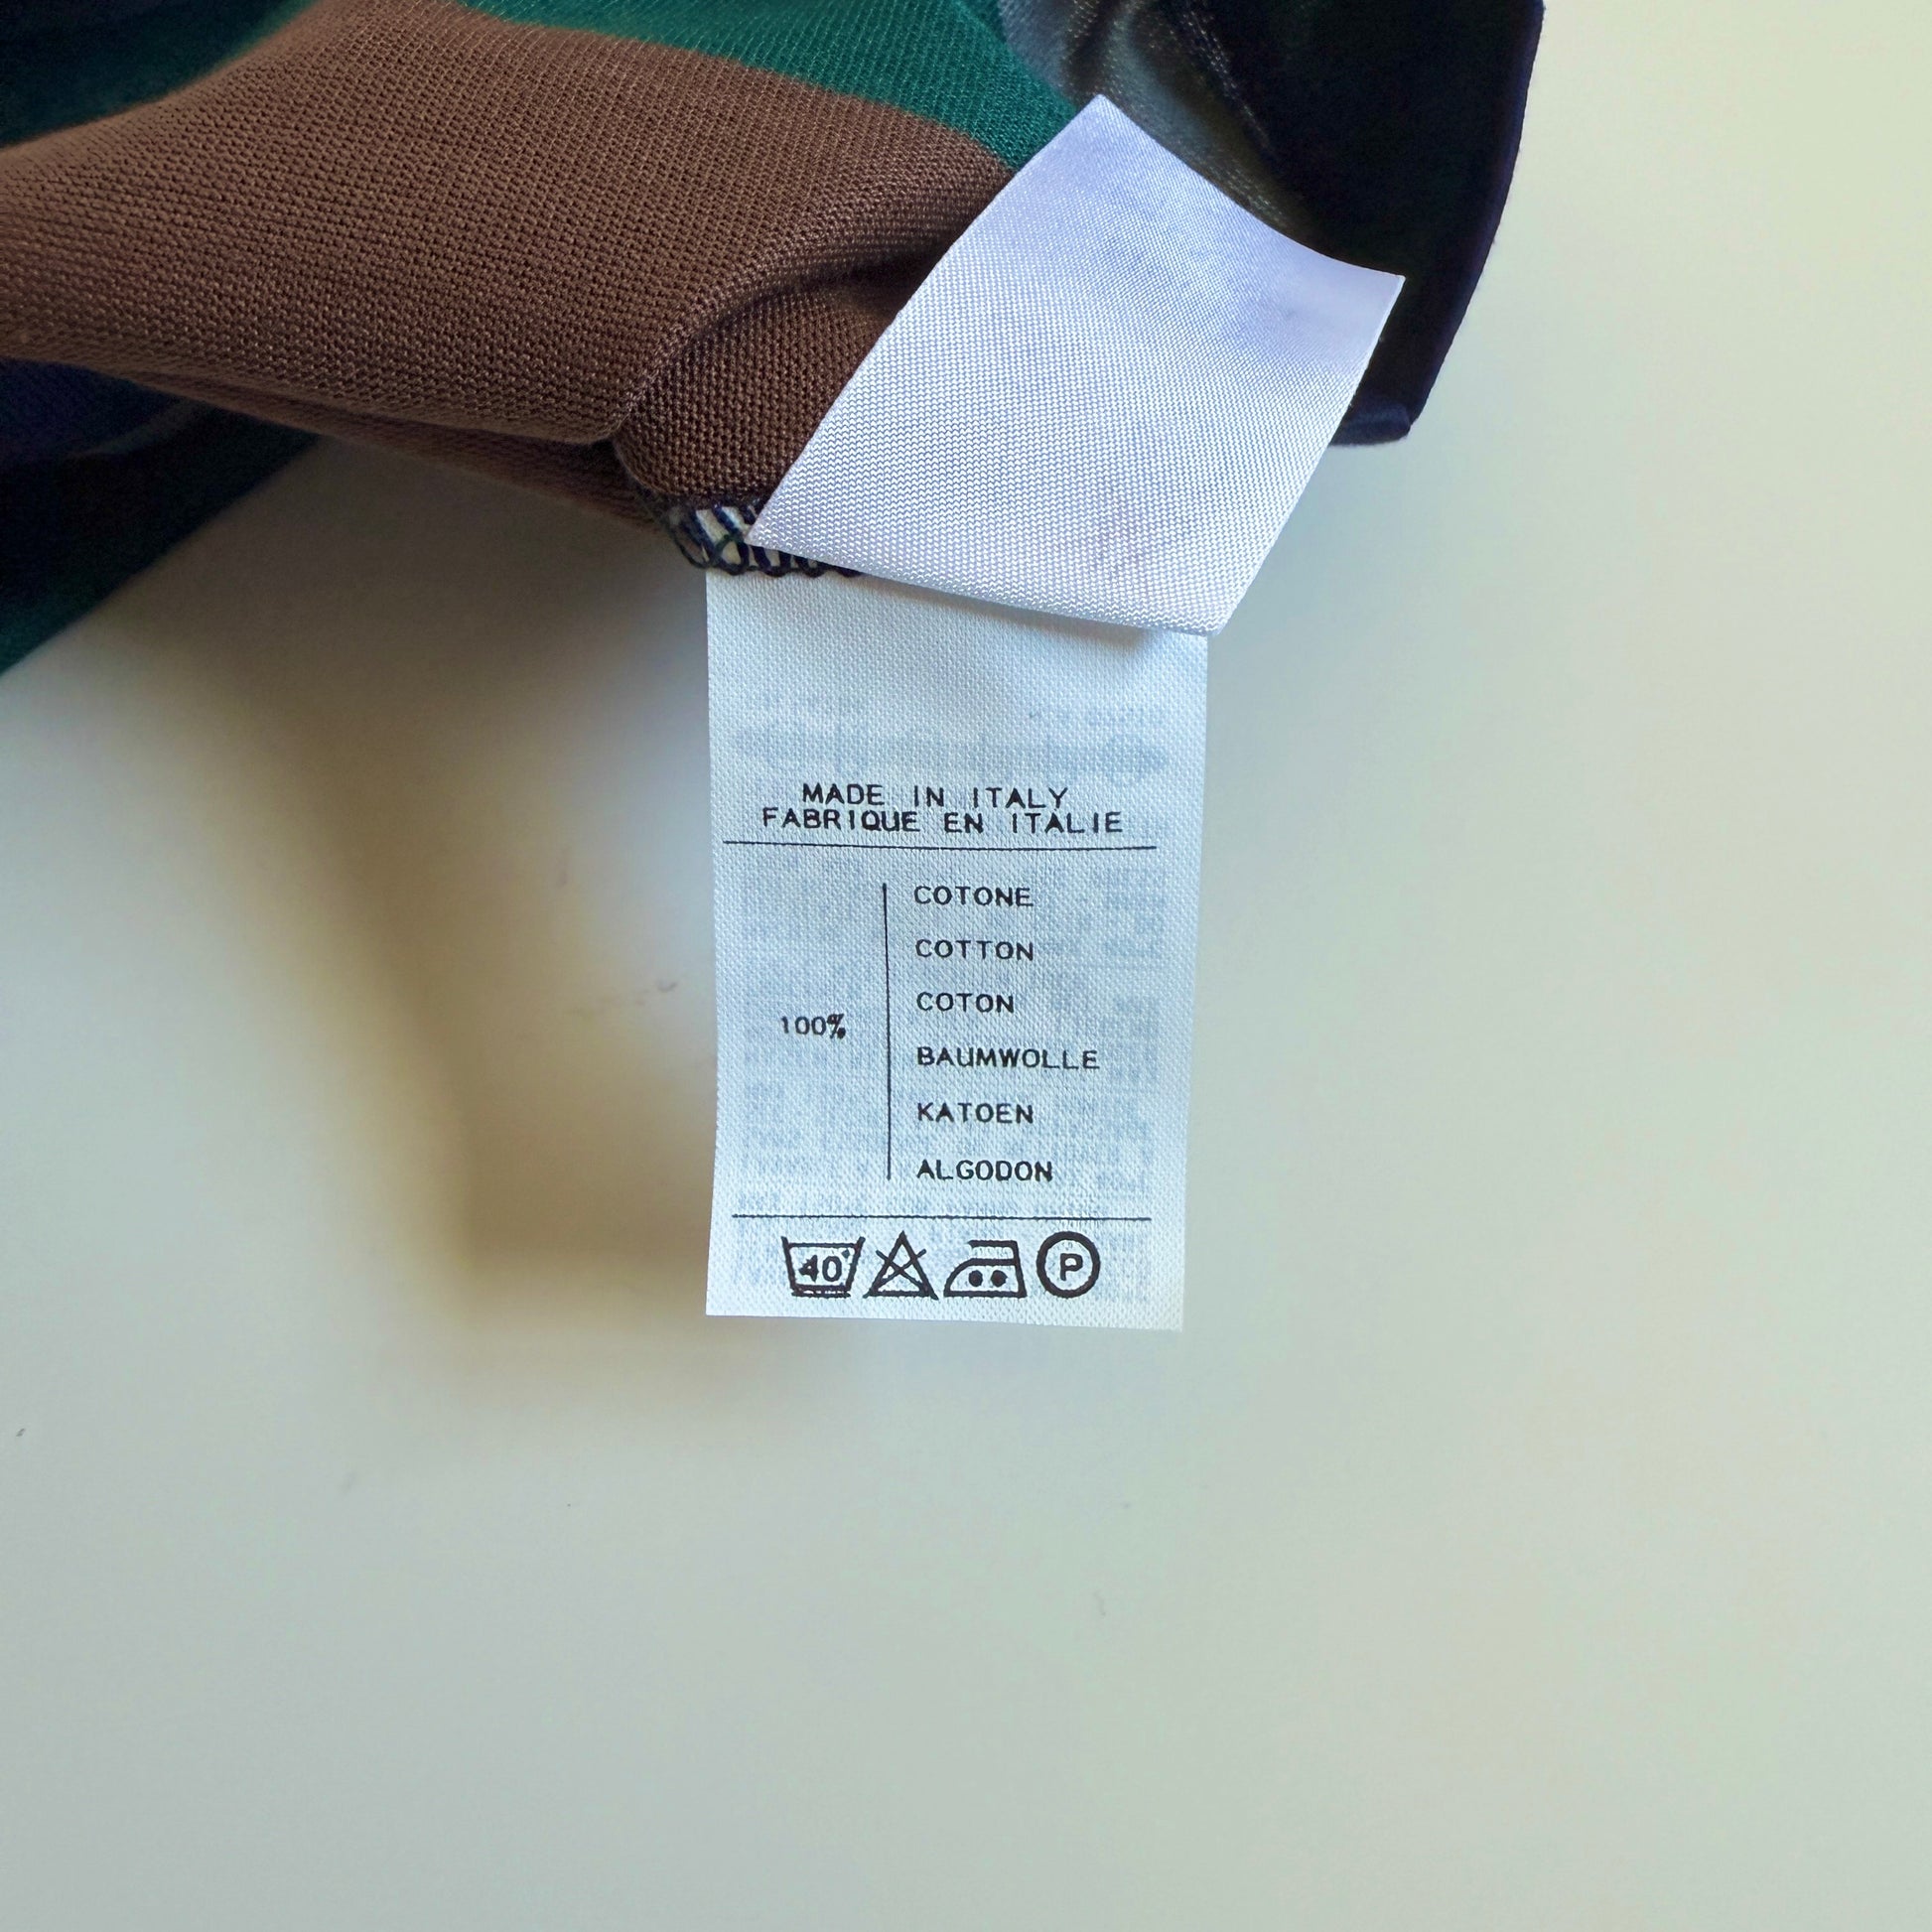 MADE IN ITALY
FABRIQUE EN ITALIE
COTONE
COTTON
COTON
100%
BAUMWOLLE
KATOEN
ALGODON
40° P